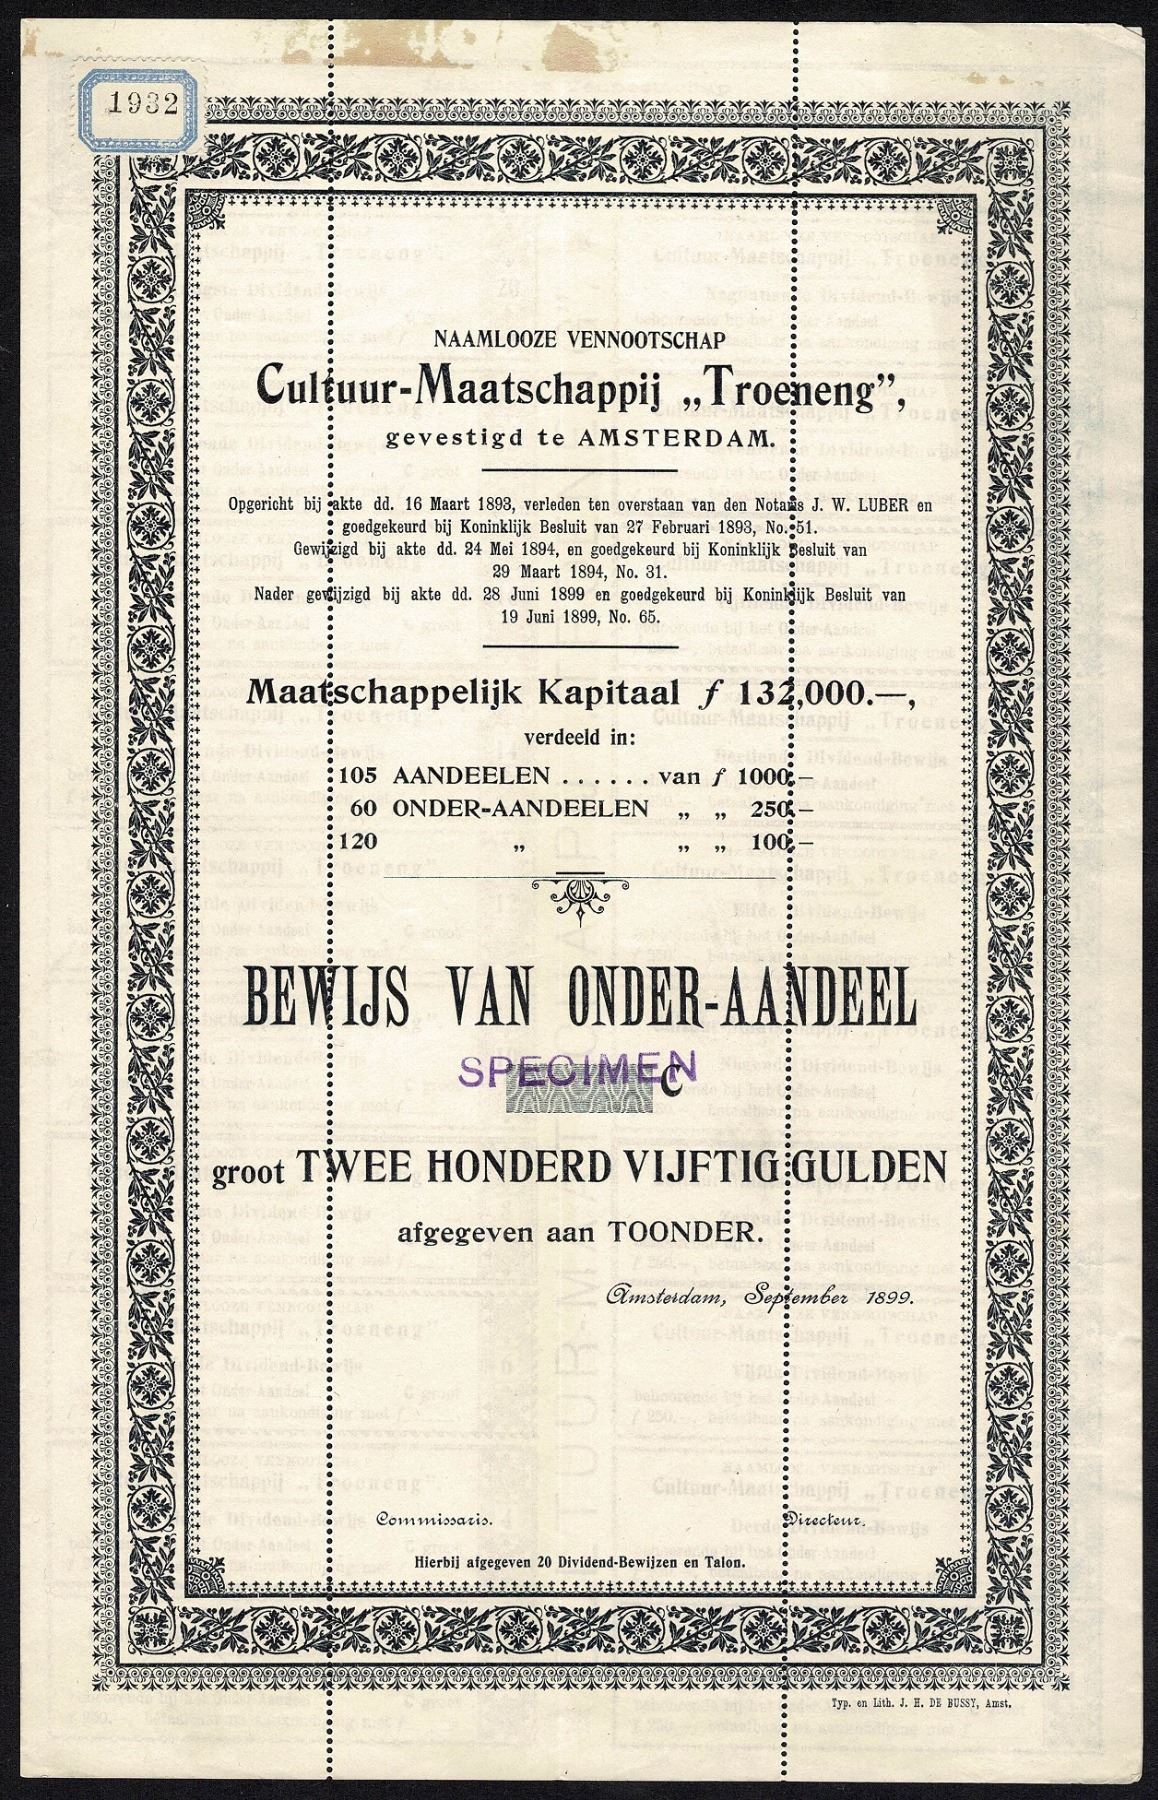 1932
NAAMLOOZE VENNOOTSCHAP
Cultuur-Maatschappij „Troeneng”,
gevestigd te AMSTERDAM.
Opgericht bij akte dd. 16 Maart 1893, verleden ten overstaan van den Notaris J. W. LUBER en
goedgekeurd bij Koninklijk Besluit van 27 Februari 1893, No. 51.
Gewijzigd bij akte dd. 24 Mei 1894, en goedgekeurd bij Koninklijk Besluit van
29 Maart 1894, No. 31.
Nader gewijzigd bij akte dd. 28 Juni 1899 en goedgekeurd bij Koninklijk Besluit van
19 Juni 1899, No. 65.
Maatschappelijk Kapitaal ƒ 132,000.—,
verdeeld in:
105 AANDEELEN . . . . . . van ƒ 1000.—
60 ONDER-AANDEELEN „ „ 250.—
120 „ „ „ 100.—
BEWIJS VAN ONDER-AANDEEL
SPECIMEN C
groot TWEE HONDERD VIJFTIG GULDEN
afgegeven aan TOONDER.
Amsterdam, September 1899.
Commissaris. Directeur.
Hierbij afgegeven 20 Dividend-Bewijzen en Talon.
Typ. en Lith. J. H. DE BUSSY, Amst.